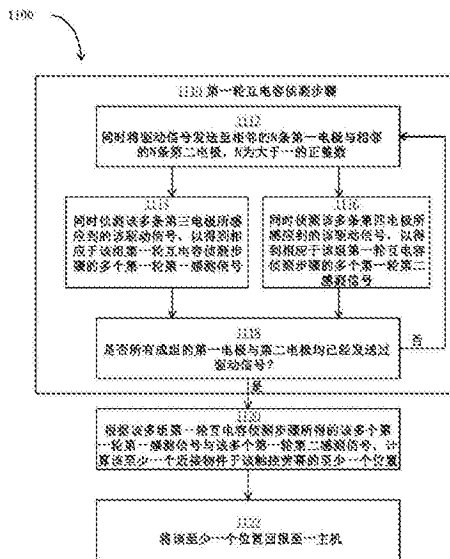 1100
1110 第一轮互电容侦测步骤
1112
同时将驱动信号发送至相邻的N条第一电极与相邻
的N条第二电极，N为大于一的正整数
1114
同时侦测该多条第三电极所感
应到的该驱动信号，以得到相
应于该组第一轮互电容侦测步
骤的多个第一轮第一感测信号
1116
同时侦测该多条第四电极所
感应到的该驱动信号，以得
到相应于该组第一轮互电容
侦测步骤的多个第一轮第二
感测信号
1118
是否所有成组的第一电极与第二电极均已经发送过
驱动信号？
否
是
1120
根据该多组第一轮互电容侦测步骤所得的该多个第
一轮第一感测信号与该多个第一轮第二感测信号，计
算该至少一个近接物件于该触控荧幕的至少一个位置
1122
将该至少一个位置回报至一主机